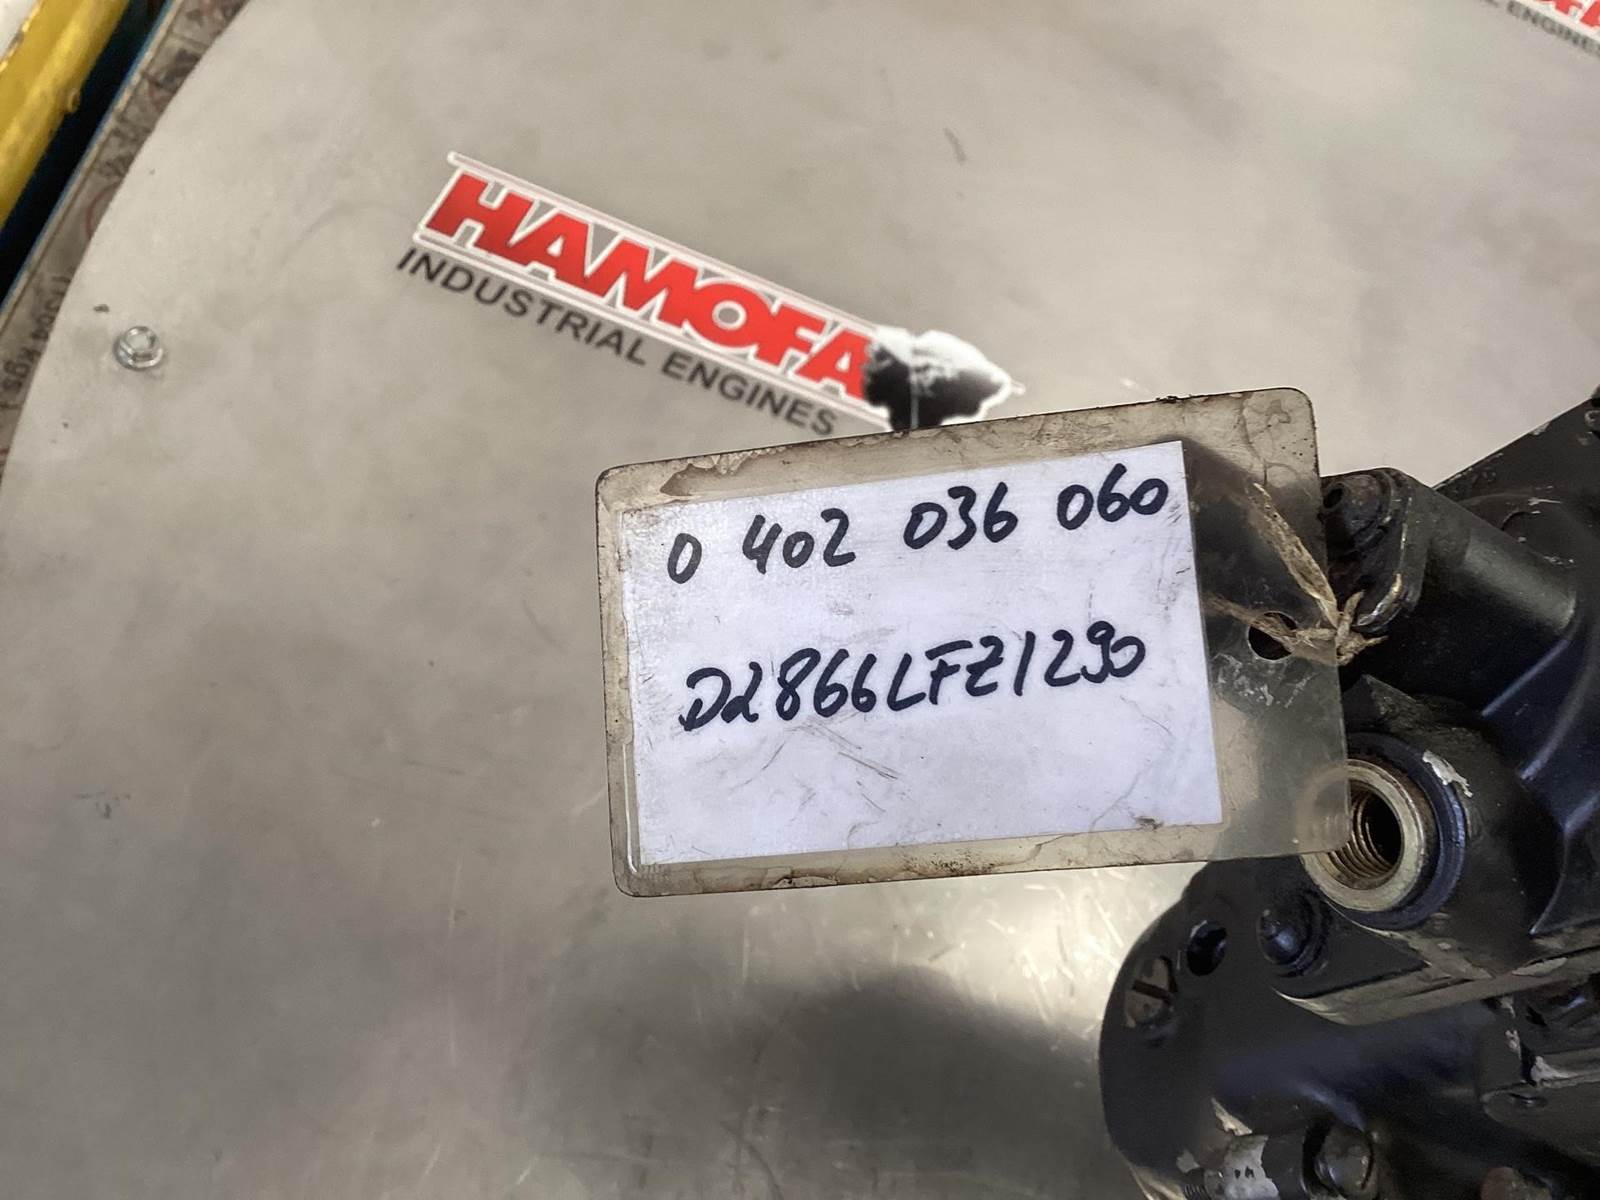 HAMOFA
INDUSTRIAL ENGINES
0 402 036 060
D2866LFZ1290